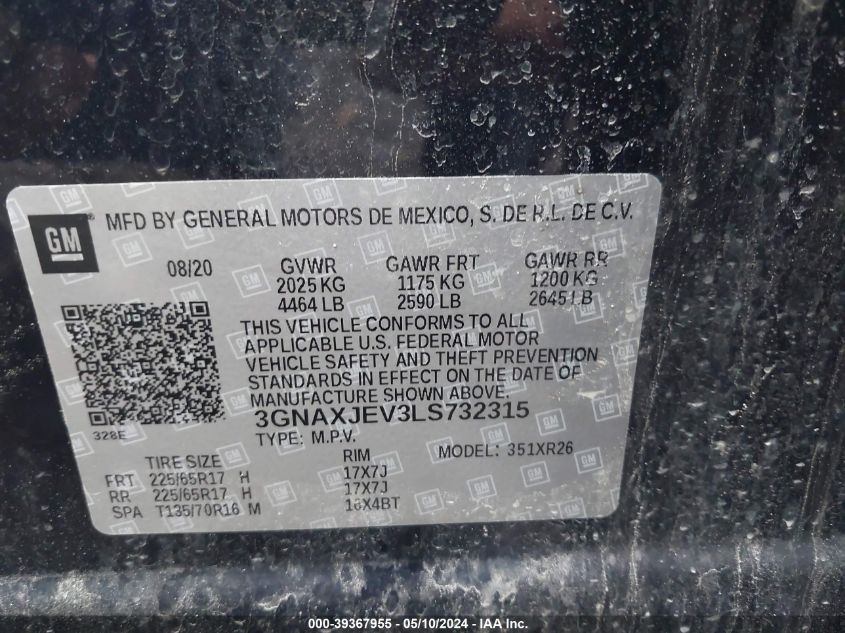 GM
MFD BY GENERAL MOTORS DE MEXICO, S. DE R.L. DE C.V.
08/20 GVWR GAWR FRT GAWR RR
2025 KG 1175 KG 1200 KG
4464 LB 2590 LB 2645 LB
THIS VEHICLE CONFORMS TO ALL
APPLICABLE U.S. FEDERAL MOTOR
VEHICLE SAFETY AND THEFT PREVENTION
STANDARDS IN EFFECT ON THE DATE OF
MANUFACTURE SHOWN ABOVE.
328E 3GNAXJEV3LS732315
TYPE: M.P.V. MODEL: 351XR26
TIRE SIZE RIM
FRT 225/65R17 H 17X7J
RR 225/65R17 H 17X7J
SPA T135/70R16 M 16X4BT
000-39367955 - 05/10/2024 - IAA Inc.